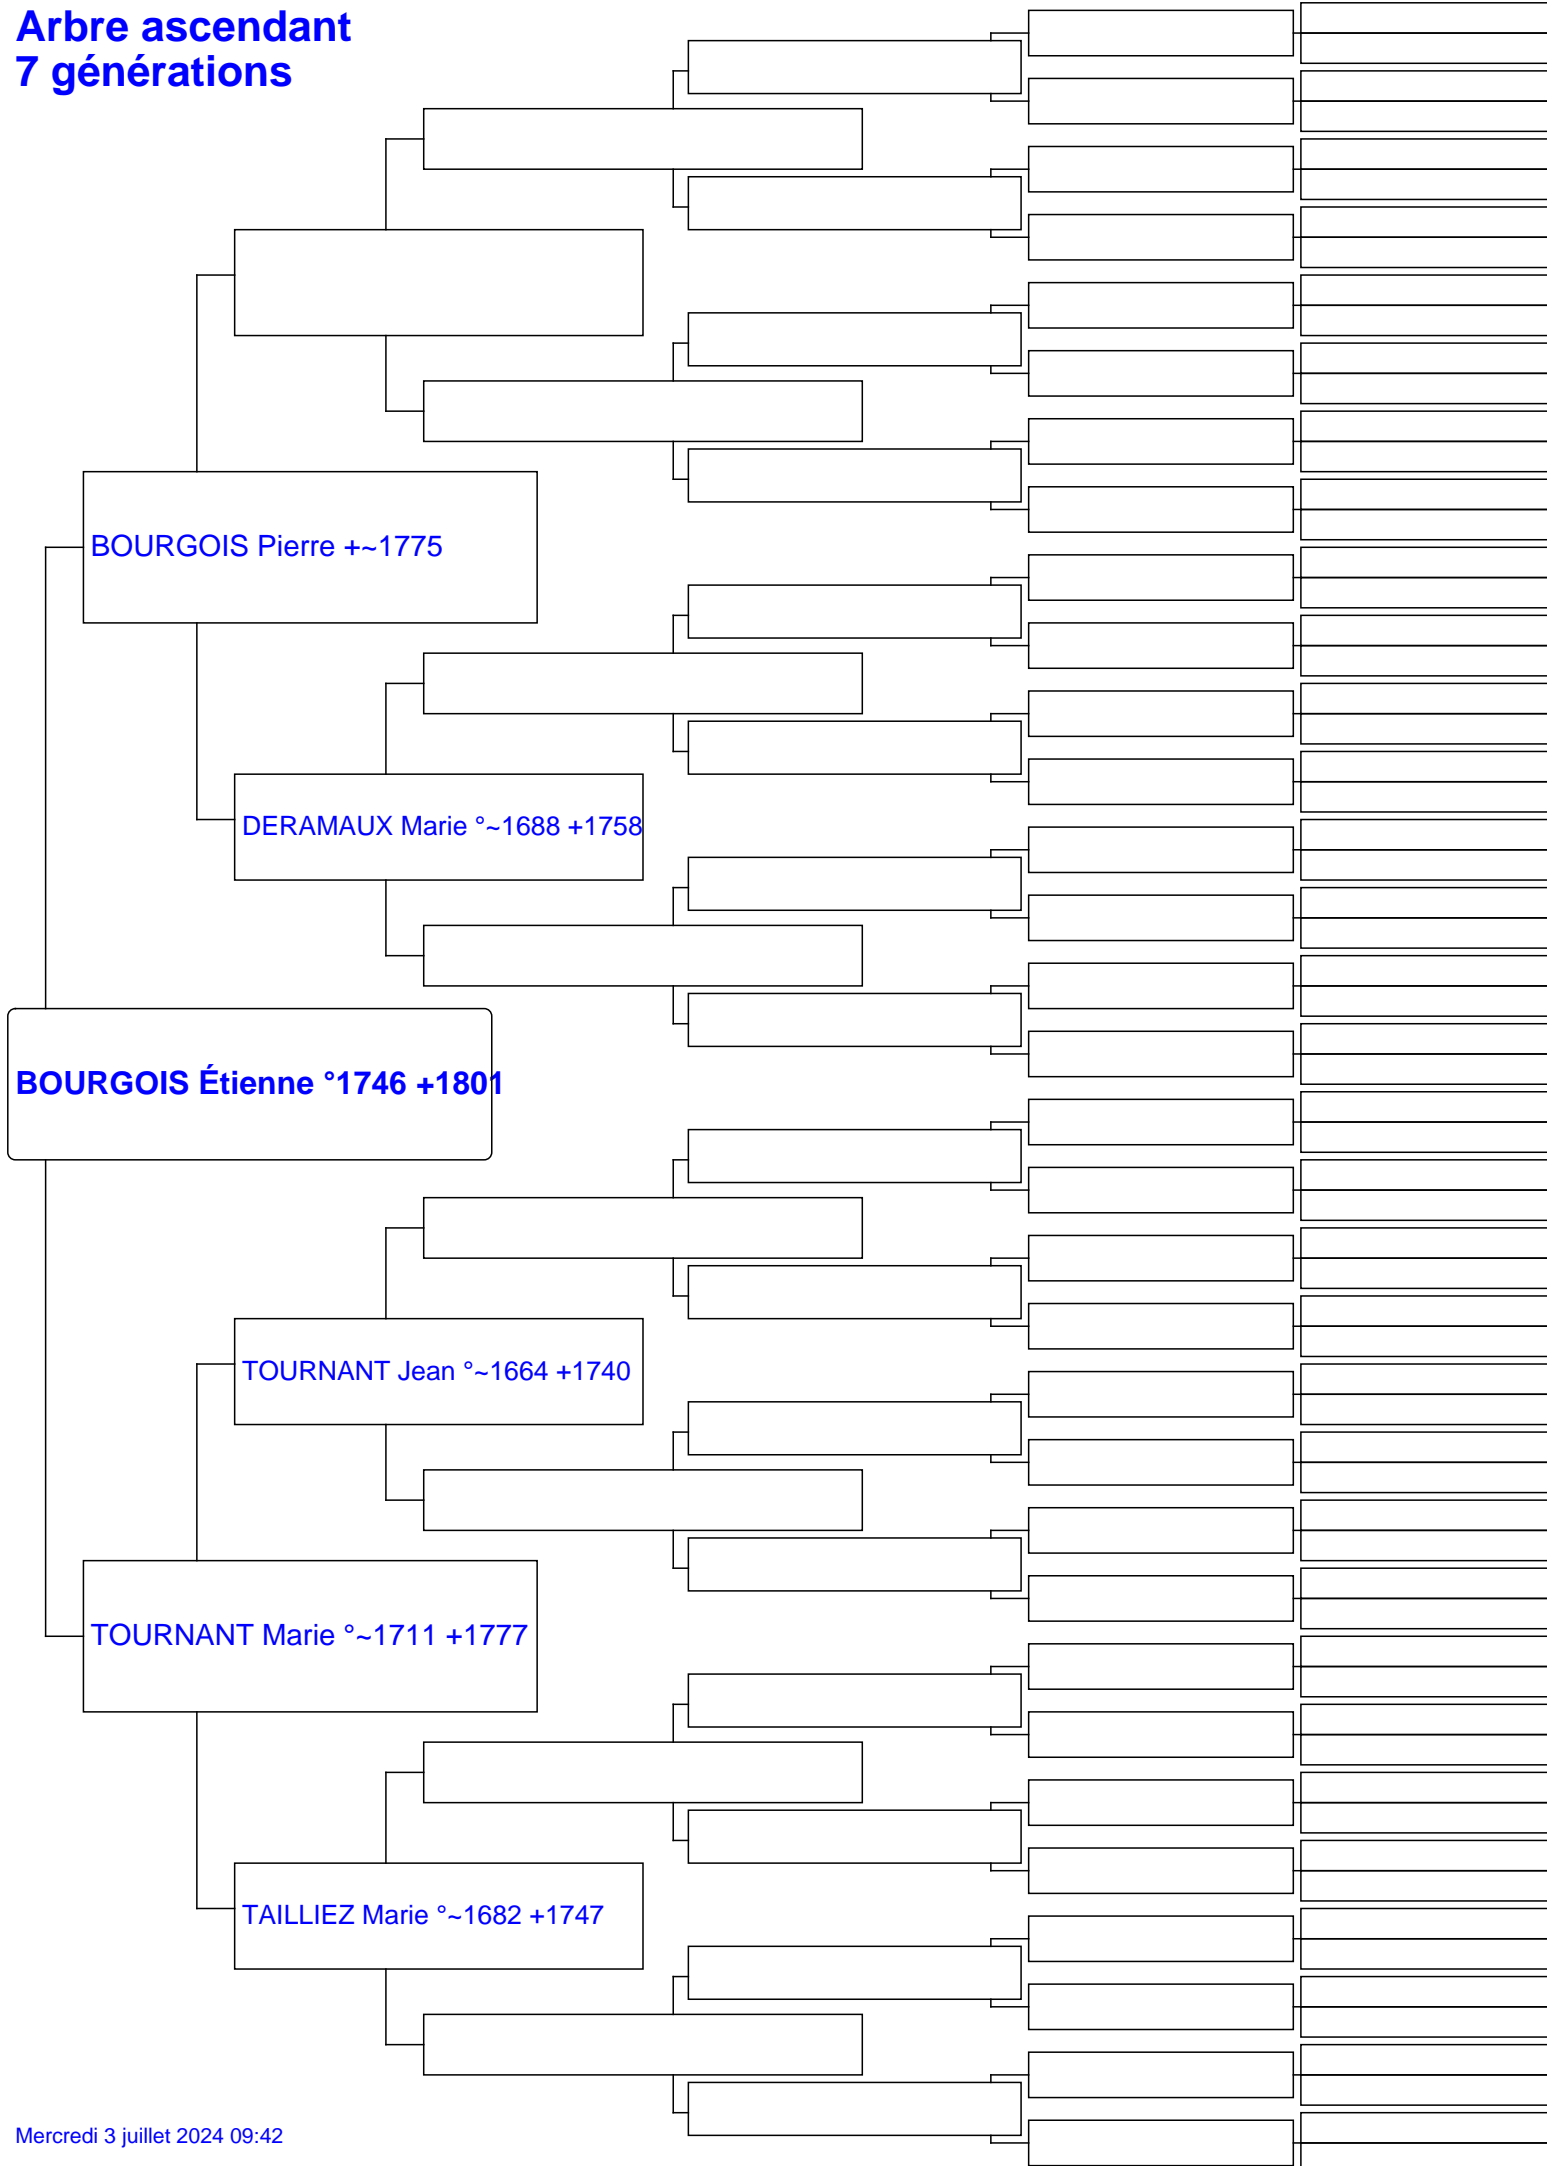 Arbre ascendant
7 générations
BOURGOIS Pierre +~1775
DERAMAUX Marie °~1688 +1758
BOURGOIS Étienne °1746 +1801
TOURNANT Jean °~1664 +1740
TOURNANT Marie °~1711 +1777
TAILLIEZ Marie °~1682 +1747
Mercredi 3 juillet 2024 09:42